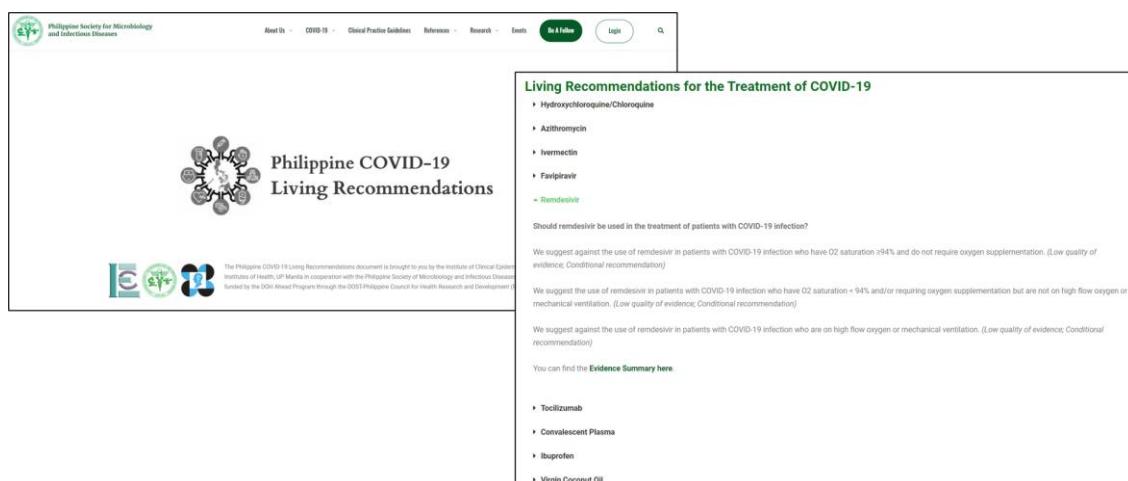 Philippine Society for Microbiology
and Infectious Diseases
About Us COVID-19 Clinical Practice Guidelines References Research Events Be A Fellow Login
Philippine COVID-19
Living Recommendations
The Philippine COVID-19 Living Recommendations document is brought to you by the Institute of Clinical Epidem
Institutes of Health, UP Manila in cooperation with the Philippine Society of Microbiology and Infectious Diseases
funded by the DOH Ahead Program through the DOST-Philippine Council for Health Research and Development
Living Recommendations for the Treatment of COVID-19
Hydroxychloroquine/Chloroquine
Azithromycin
Ivermectin
Favipiravir
Remdesivir
Should remdesivir be used in the treatment of patients with COVID-19 infection?
We suggest against the use of remdesivir in patients with COVID-19 infection who have O2 saturation ≥94% and do not require oxygen supplementation. (Low quality of
evidence; Conditional recommendation)
We suggest the use of remdesivir in patients with COVID-19 infection who have O2 saturation < 94% and/or requiring oxygen supplementation but are not on high flow oxygen or
mechanical ventilation. (Low quality of evidence; Conditional recommendation)
We suggest against the use of remdesivir in patients with COVID-19 infection who are on high flow oxygen or mechanical ventilation. (Low quality of evidence; Conditional
recommendation)
You can find the Evidence Summary here.
Tocilizumab
Convalescent Plasma
Ibuprofen
Virgin Coconut Oil